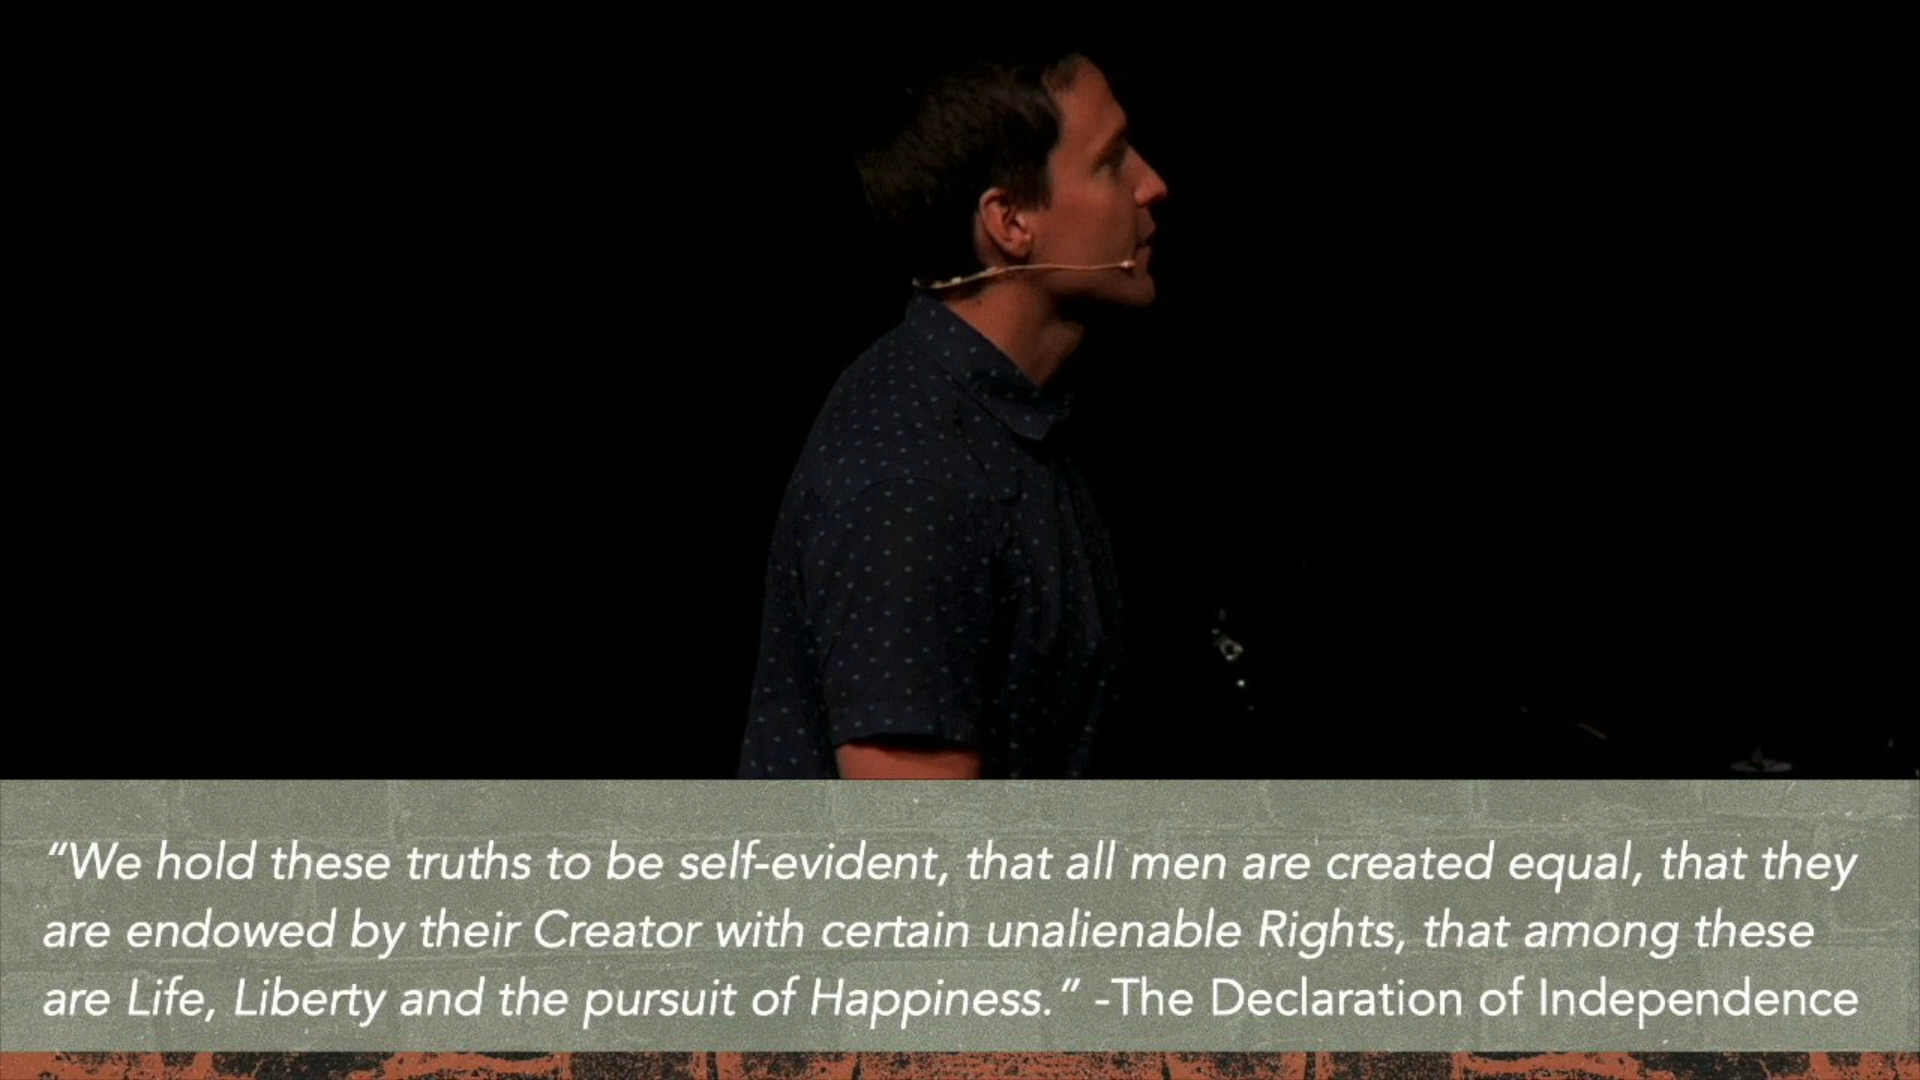 “We hold these truths to be self-evident, that all men are created equal, that they
are endowed by their Creator with certain unalienable Rights, that among these
are Life, Liberty and the pursuit of Happiness.” -The Declaration of Independence